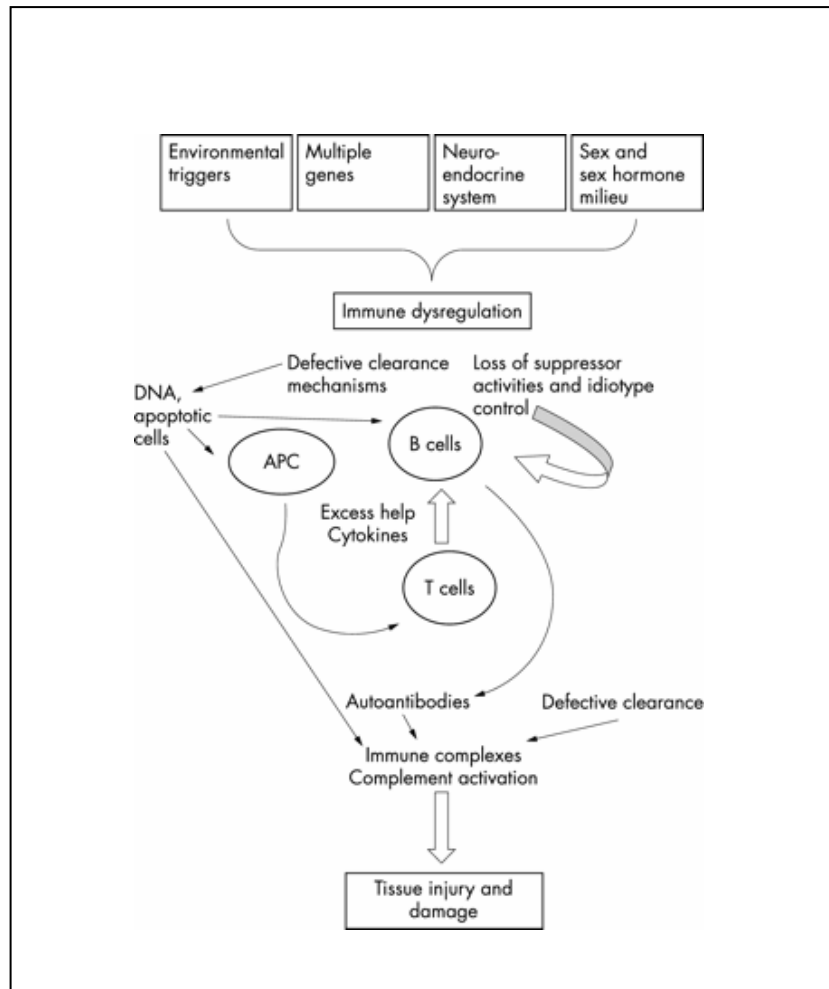 Environmental
triggers
Multiple
genes
Neuro-
endocrine
system
Sex and
sex hormone
milieu
Immune dysregulation
Defective clearance
mechanisms
Loss of suppressor
activities and idiotype
control
DNA,
apoptotic
cells
APC
B cells
Excess help
Cytokines
T cells
Autoantibodies
Defective clearance
Immune complexes
Complement activation
Tissue injury and
damage